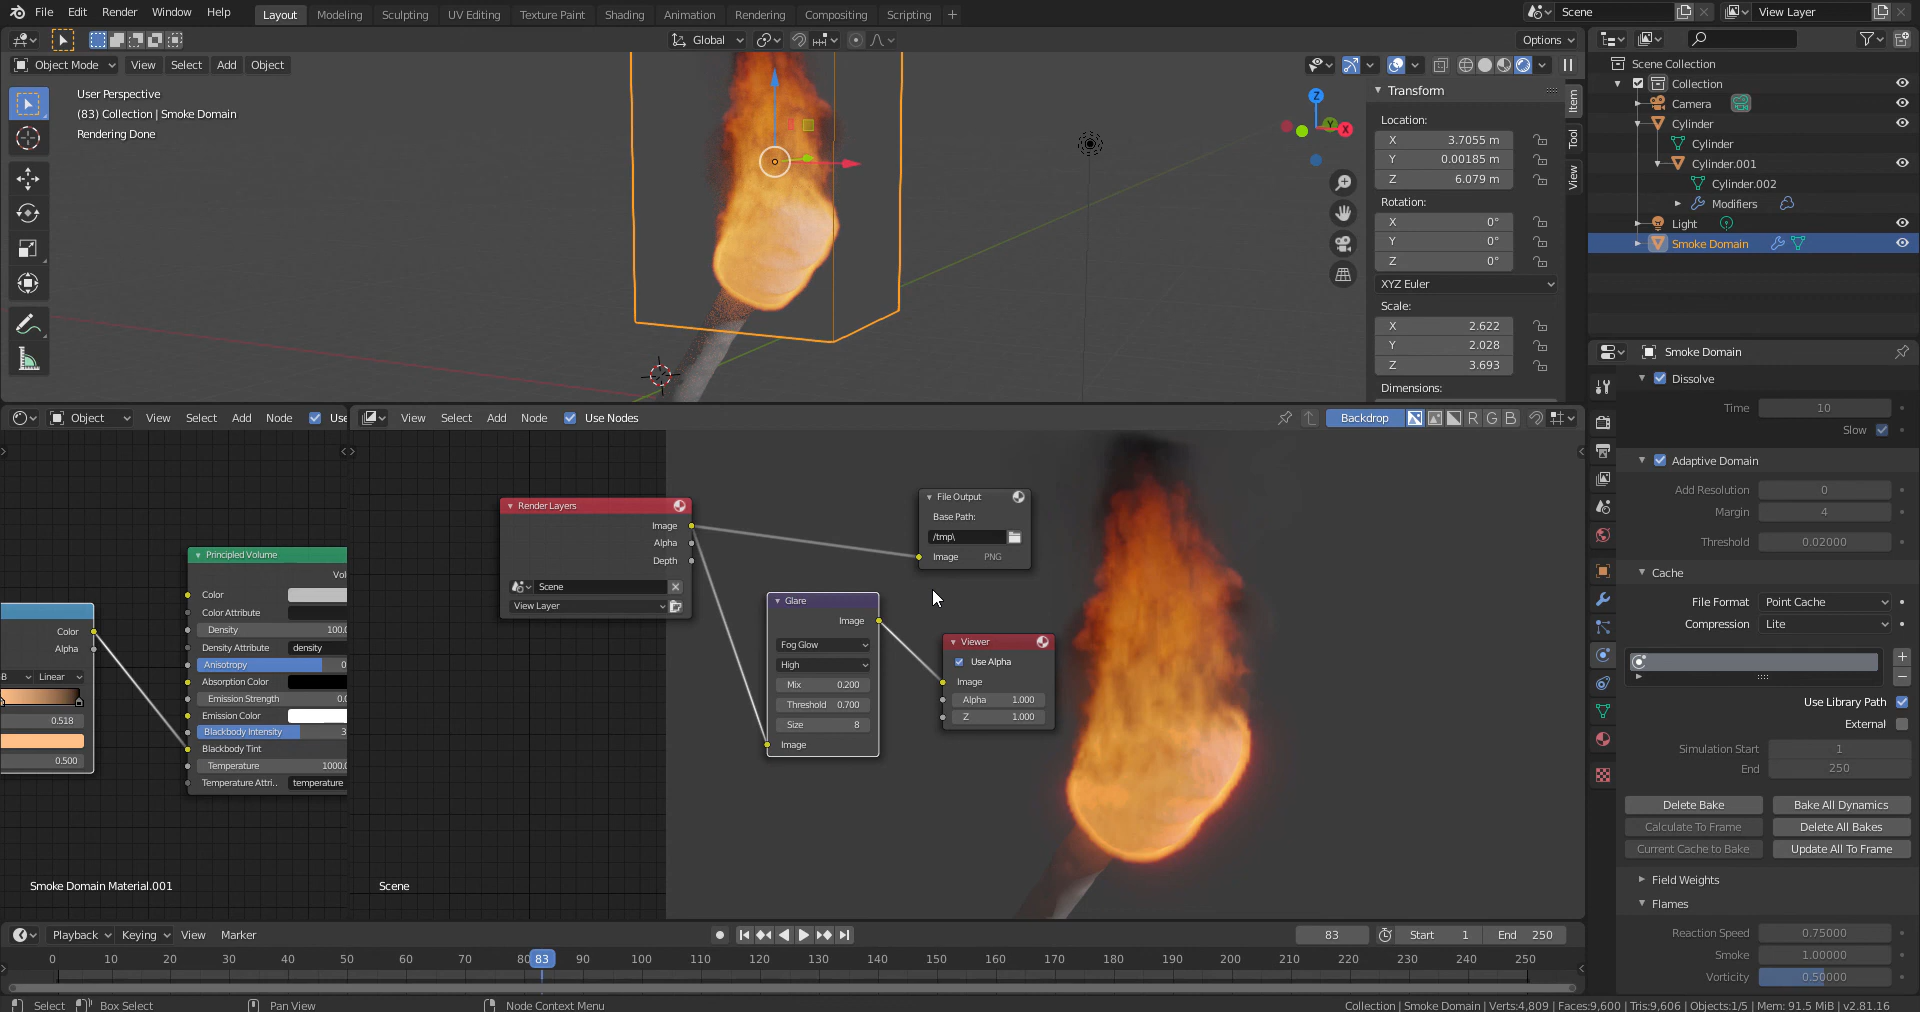 File Edit Render Window Help
Layout Modeling Sculpting UV Editing Texture Paint Shading Animation Rendering Compositing Scripting +
Scene
View Layer
Global
Options
Object Mode View Select Add Object
User Perspective
(83) Collection | Smoke Domain
Rendering Done
Z
Y
X
Item
Tool
View
Transform
Location:
X 3.7055 m
Y 0.00185 m
Z 6.079 m
Rotation:
X 0°
Y 0°
Z 0°
XYZ Euler
Scale:
X 2.622
Y 2.028
Z 3.693
Dimensions:
Scene Collection
Collection
Camera
Cylinder
Cylinder
Cylinder.001
Cylinder.002
Modifiers
Light
Smoke Domain
Smoke Domain
Dissolve
Time 10
Slow
Adaptive Domain
Add Resolution 0
Margin 4
Threshold 0.02000
Cache
File Format Point Cache
Compression Lite
Use Library Path
External
Simulation Start 1
End 250
Delete Bake Bake All Dynamics
Calculate To Frame Delete All Bakes
Current Cache to Bake Update All To Frame
Field Weights
Flames
Reaction Speed 0.75000
Smoke 1.00000
Vorticity 0.50000
Object View Select Add Node Use
Color
Alpha
B Linear
0.518
0.500
Principled Volume
Vol
Color
Color Attribute
Density 100.0
Density Attribute density
Anisotropy 0
Absorption Color
Emission Strength 0.0
Emission Color
Blackbody Intensity 3
Blackbody Tint
Temperature 1000.0
Temperature Attri.. temperature
Smoke Domain Material.001
View Select Add Node Use Nodes
Backdrop R G B
Render Layers
Image
Alpha
Depth
Scene
View Layer
File Output
Base Path:
/tmp\
Image PNG
Glare
Image
Fog Glow
High
Mix 0.200
Threshold 0.700
Size 8
Image
Viewer
Use Alpha
Image
Alpha 1.000
Z 1.000
Scene
Playback Keying View Marker
83 Start 1 End 250
0 10 20 30 40 50 60 70 80 83 100 110 120 130 140 150 160 170 180 190 200 210 220 230 240 250
Select Box Select Pan View Node Context Menu
Collection | Smoke Domain | Verts:4,809 | Faces:9,600 | Tris:9,606 | Objects:1/5 | Mem: 91.5 MiB | v2.81.16